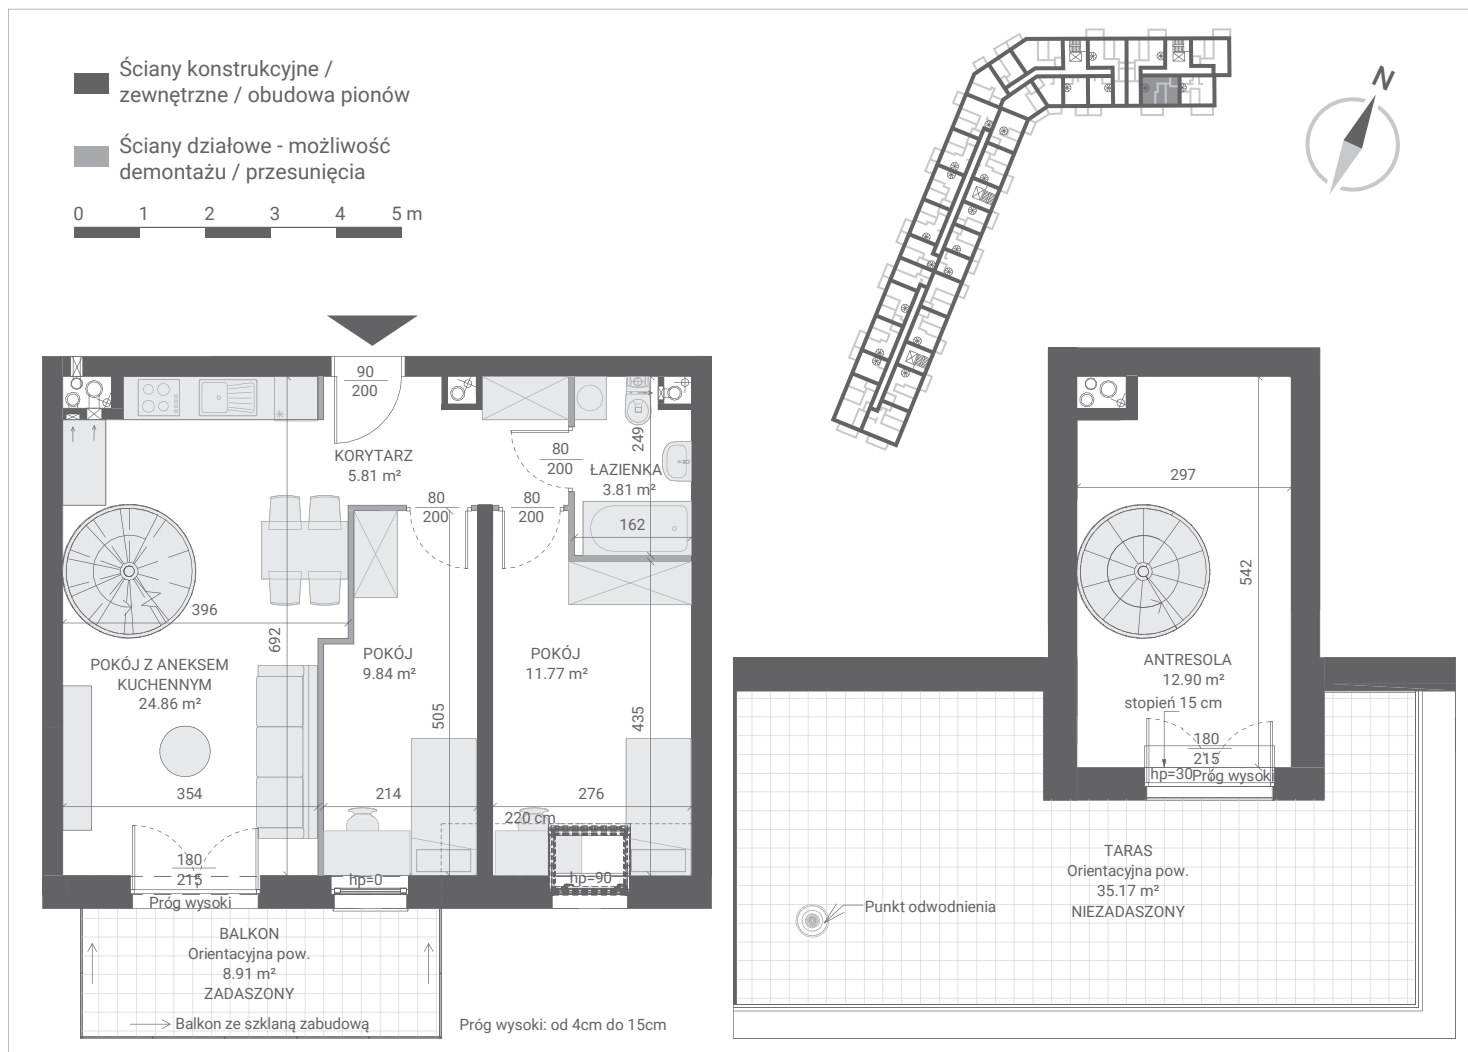 Ściany konstrukcyjne /
zewnętrzne / obudowa pionów
Ściany działowe - możliwość
demontażu / przesunięcia
0 1 2 3 4 5 m
N
90
200
KORYTARZ
5.81 m²
80
200
249
ŁAZIENKA
3.81 m²
80
200
80
200
162
396
692
POKÓJ Z ANEKSEM
KUCHENNYM
24.86 m²
POKÓJ
9.84 m²
POKÓJ
11.77 m²
505
435
354
214
276
220 cm
180
215
Próg wysoki
hp=0
hp=90
BALKON
Orientacyjna pow.
8.91 m²
ZADASZONY
Balkon ze szklaną zabudową
Próg wysoki: od 4cm do 15cm
297
542
ANTRESOLA
12.90 m²
stopień 15 cm
180
215
hp=30
Próg wysoki
TARAS
Orientacyjna pow.
35.17 m²
NIEZADASZONY
Punkt odwodnienia